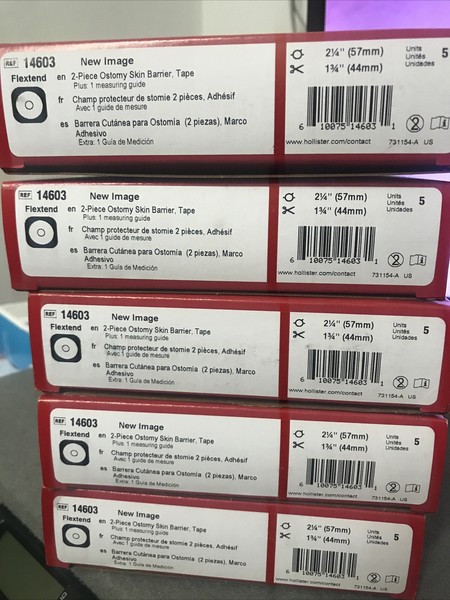 REF 14603
New Image
Flextend
en 2-Piece Ostomy Skin Barrier, Tape
Plus: 1 measuring guide
fr Champ protecteur de stomie 2 pièces, Adhésif
Avec 1 guide de mesure
es Barrera Cutánea para Ostomía (2 piezas), Marco
Adhesivo
Extra: 1 Guía de Medición
2¼" (57mm)
1¾" (44mm)
Units
Unités
Unidades
5
6 10075 14603 1
www.hollister.com/contact
731154-A US
REF 14603
New Image
Flextend
en 2-Piece Ostomy Skin Barrier, Tape
Plus: 1 measuring guide
fr Champ protecteur de stomie 2 pièces, Adhésif
Avec 1 guide de mesure
es Barrera Cutánea para Ostomía (2 piezas), Marco
Adhesivo
Extra: 1 Guía de Medición
2¼" (57mm)
1¾" (44mm)
Units
Unités
Unidades
5
6 10075 14603 1
www.hollister.com/contact
731154-A US
REF 14603
New Image
Flextend
en 2-Piece Ostomy Skin Barrier, Tape
Plus: 1 measuring guide
fr Champ protecteur de stomie 2 pièces, Adhésif
Avec 1 guide de mesure
es Barrera Cutánea para Ostomía (2 piezas), Marco
Adhesivo
Extra: 1 Guía de Medición
2¼" (57mm)
1¾" (44mm)
Units
Unités
Unidades
5
6 10075 14603 1
www.hollister.com/contact
731154-A US
REF 14603
New Image
Flextend
en 2-Piece Ostomy Skin Barrier, Tape
Plus: 1 measuring guide
fr Champ protecteur de stomie 2 pièces, Adhésif
Avec 1 guide de mesure
es Barrera Cutánea para Ostomía (2 piezas), Marco
Adhesivo
Extra: 1 Guía de Medición
2¼" (57mm)
1¾" (44mm)
Units
Unités
Unidades
5
6 10075 14603 1
www.hollister.com/contact
731154-A US
REF 14603
New Image
Flextend
en 2-Piece Ostomy Skin Barrier, Tape
Plus: 1 measuring guide
fr Champ protecteur de stomie 2 pièces, Adhésif
Avec 1 guide de mesure
es Barrera Cutánea para Ostomía (2 piezas), Marco
Adhesivo
Extra: 1 Guía de Medición
2¼" (57mm)
1¾" (44mm)
Units
Unités
Unidades
5
6 10075 14603 1
www.hollister.com/contact
731154-A US